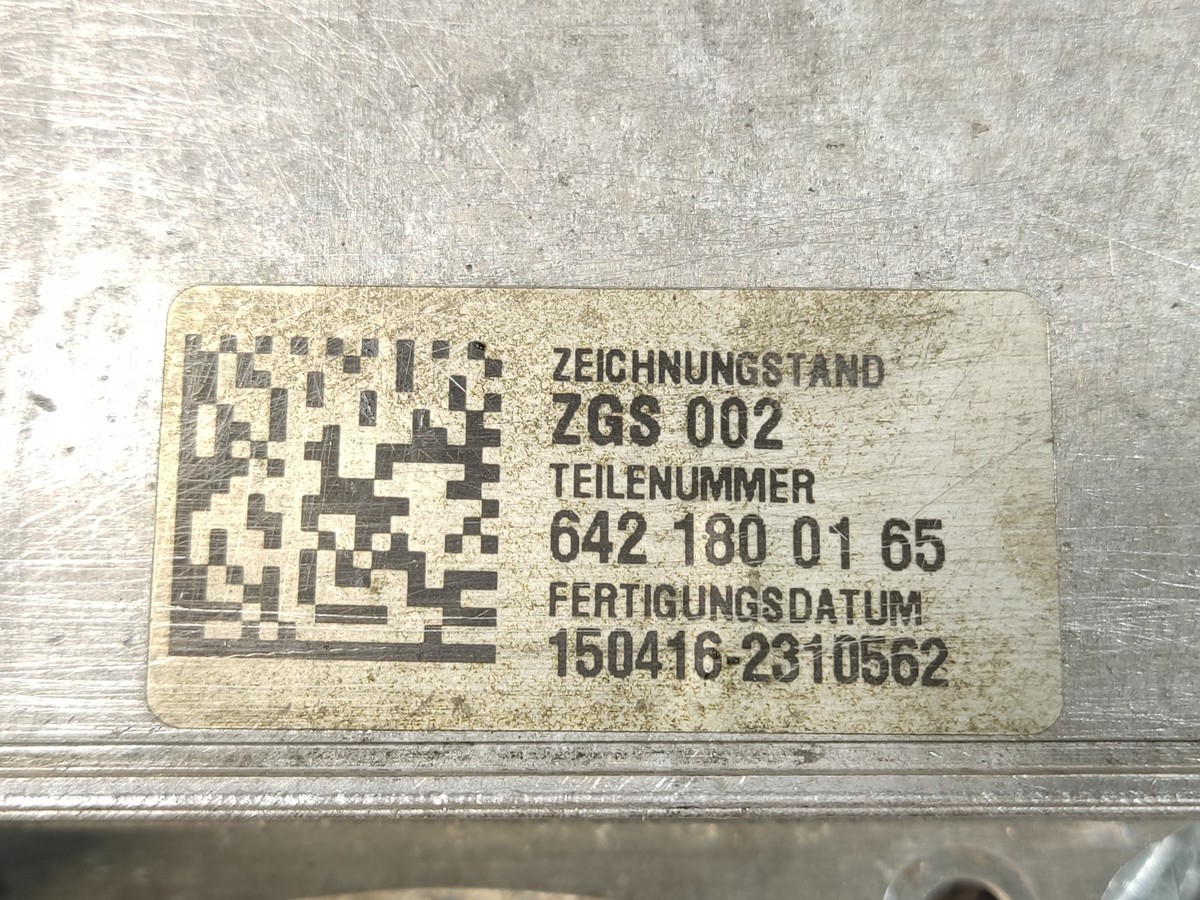 ZEICHNUNGSTAND
ZGS 002
TEILENUMMER
642 180 01 65
FERTIGUNGSDATUM
150416-2310562